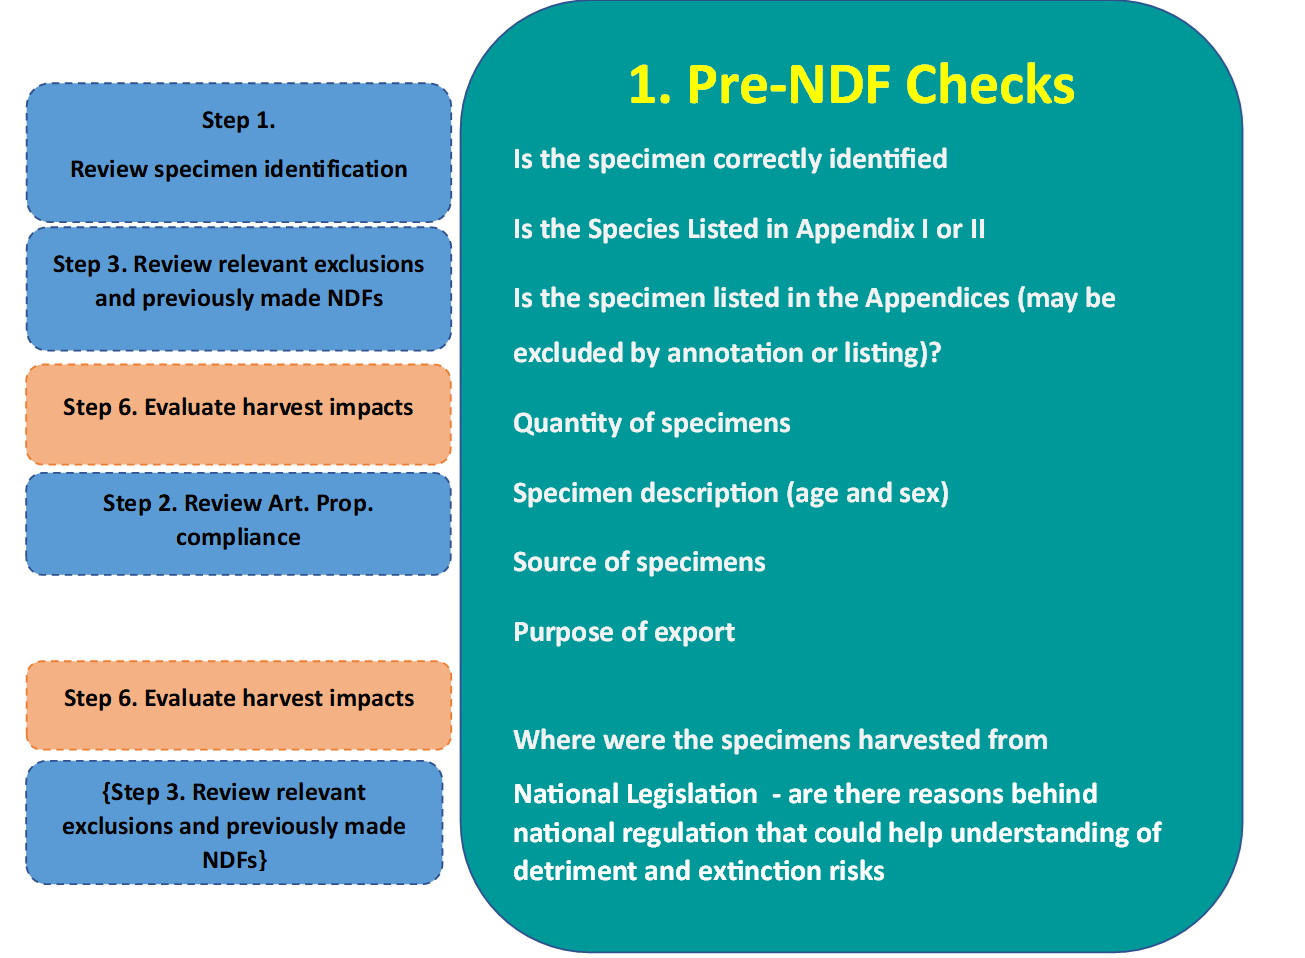 Step 1.
Review specimen identification
Step 3. Review relevant exclusions
and previously made NDFs
Step 6. Evaluate harvest impacts
Step 2. Review Art. Prop.
compliance
Step 6. Evaluate harvest impacts
{Step 3. Review relevant
exclusions and previously made
NDFs}
1. Pre-NDF Checks
Is the specimen correctly identified
Is the Species Listed in Appendix I or II
Is the specimen listed in the Appendices (may be
excluded by annotation or listing)?
Quantity of specimens
Specimen description (age and sex)
Source of specimens
Purpose of export
Where were the specimens harvested from
National Legislation  - are there reasons behind
national regulation that could help understanding of
detriment and extinction risks